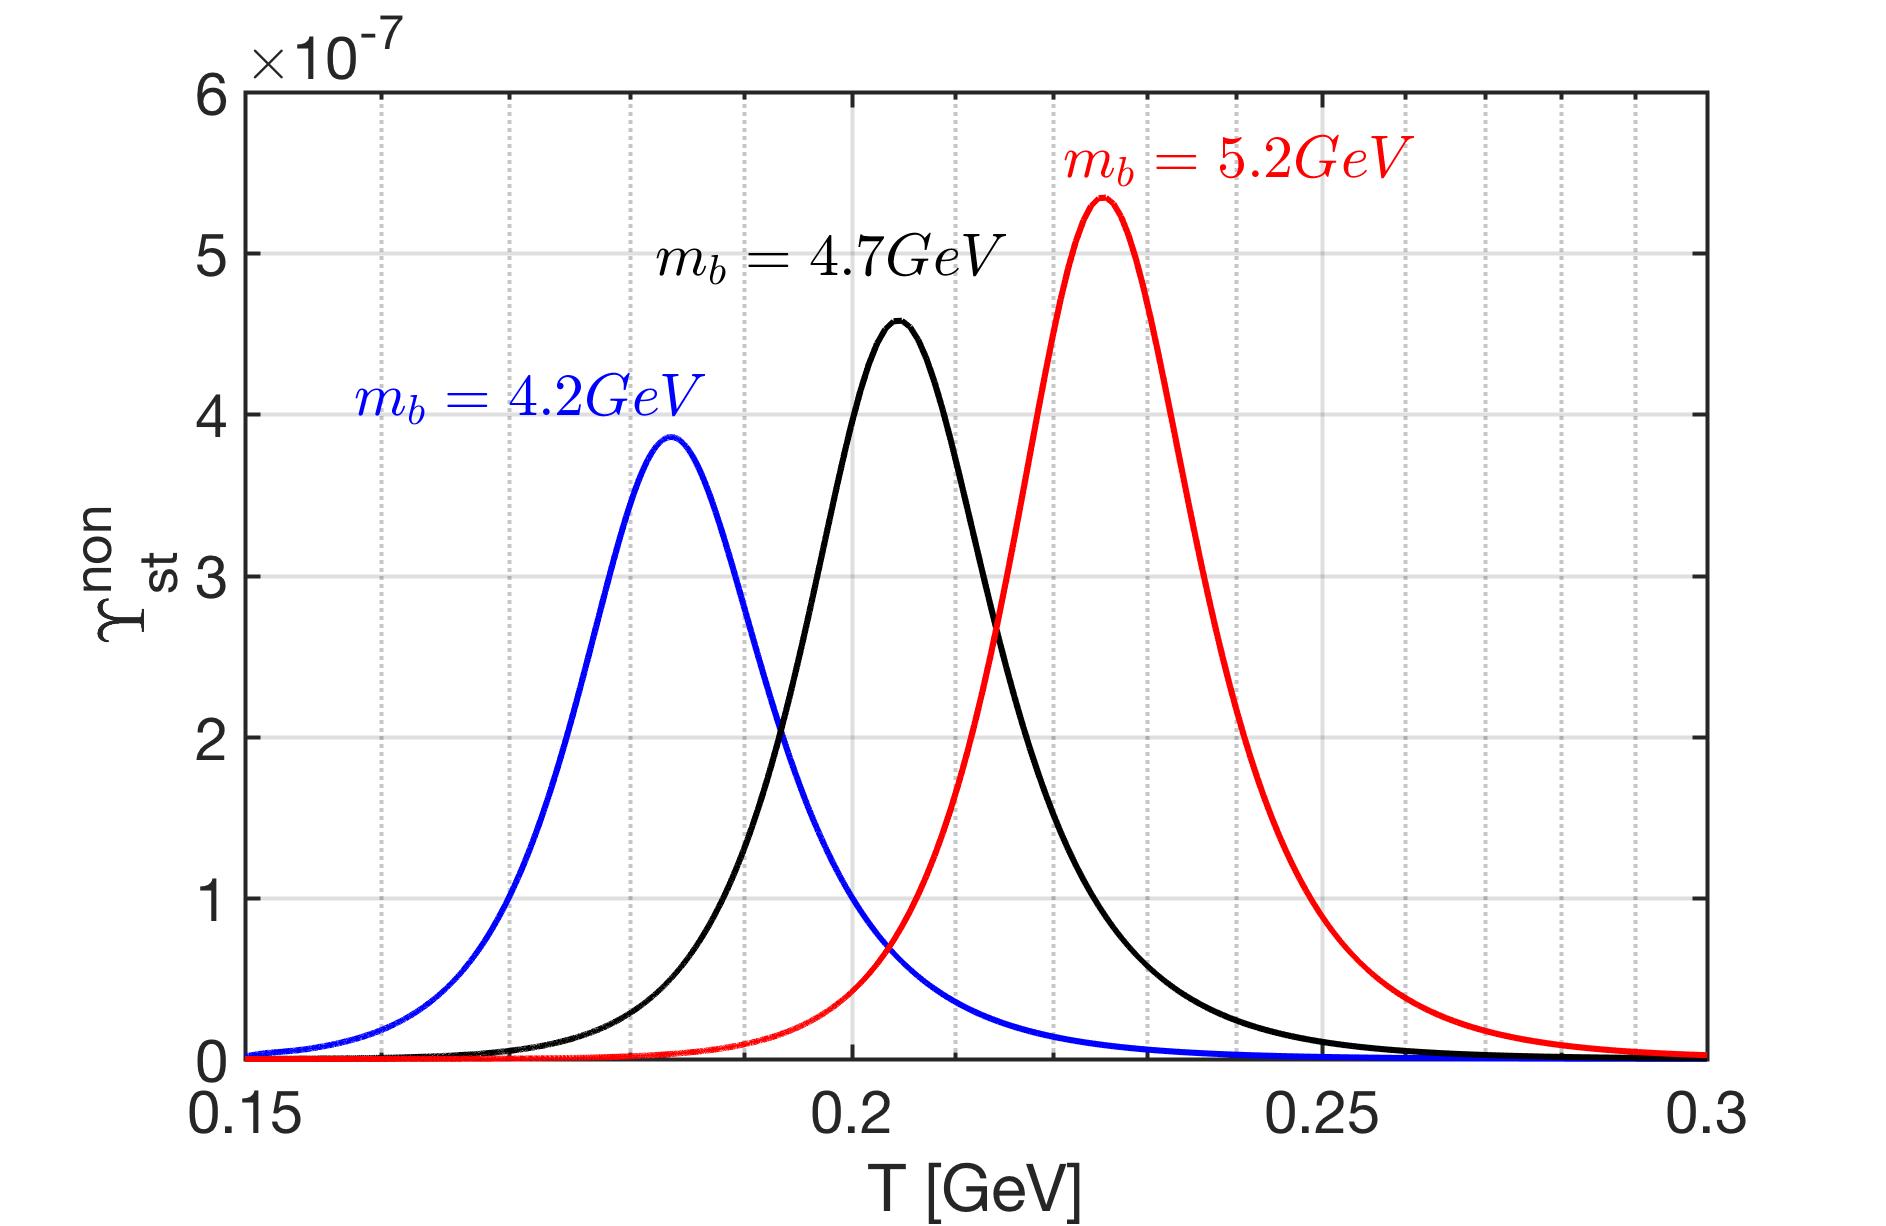 ×10^-7
6
m_b = 5.2GeV
5
m_b = 4.7GeV
4
m_b = 4.2GeV
3
ϒ^non_st
2
1
0
0.15 0.2 0.25 0.3
T [GeV]